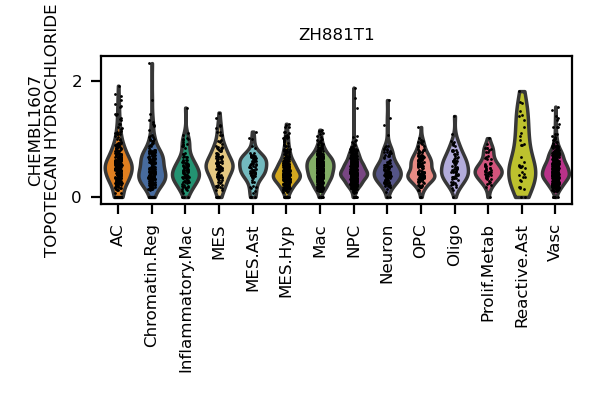 ZH881T1
CHEMBL1607
TOPOTECAN HYDROCHLORIDE
2
0
AC
Chromatin.Reg
Inflammatory.Mac
MES
MES.Ast
MES.Hyp
Mac
NPC
Neuron
OPC
Oligo
Prolif.Metab
Reactive.Ast
Vasc